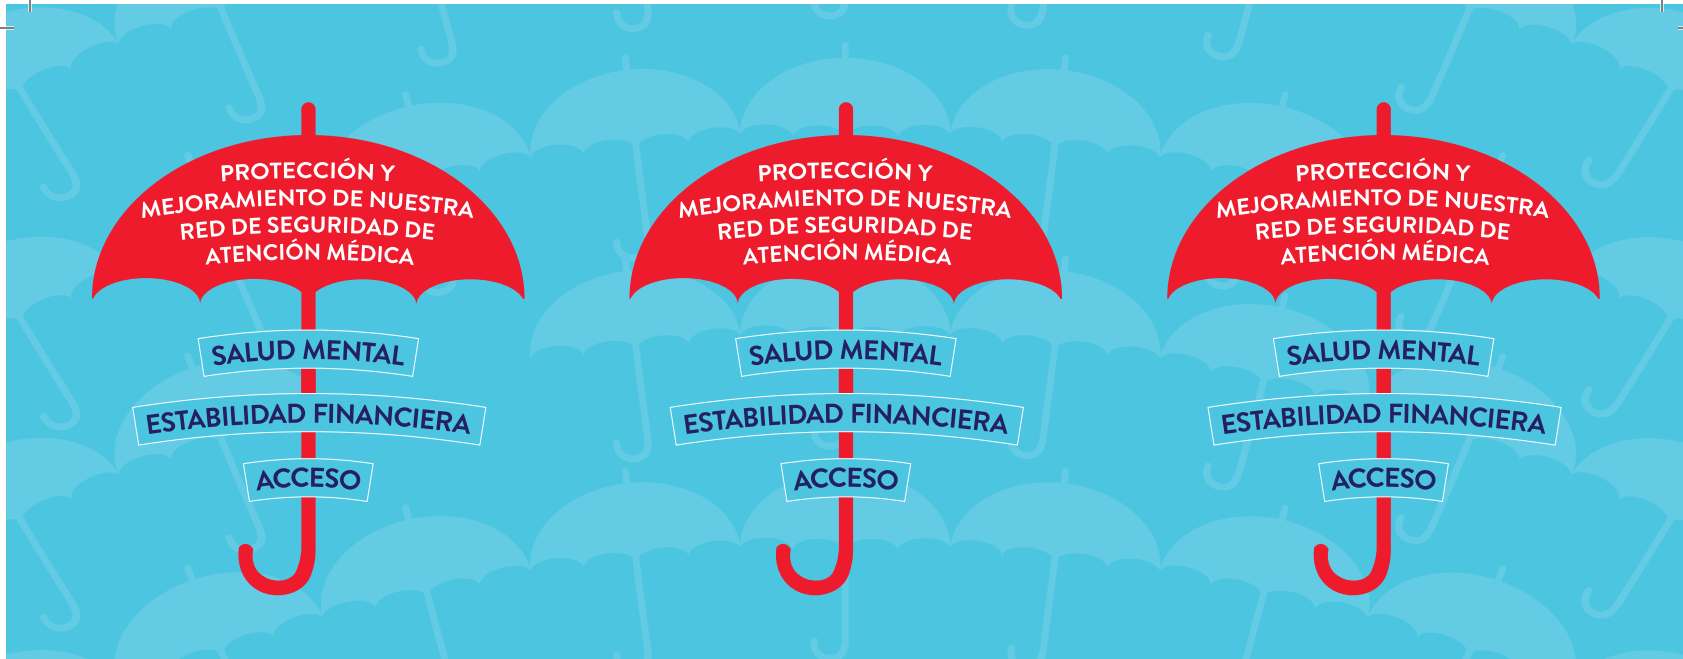 PROTECCIÓN Y
MEJORAMIENTO DE NUESTRA
RED DE SEGURIDAD DE
ATENCIÓN MÉDICA
SALUD MENTAL
ESTABILIDAD FINANCIERA
ACCESO
PROTECCIÓN Y
MEJORAMIENTO DE NUESTRA
RED DE SEGURIDAD DE
ATENCIÓN MÉDICA
SALUD MENTAL
ESTABILIDAD FINANCIERA
ACCESO
PROTECCIÓN Y
MEJORAMIENTO DE NUESTRA
RED DE SEGURIDAD DE
ATENCIÓN MÉDICA
SALUD MENTAL
ESTABILIDAD FINANCIERA
ACCESO